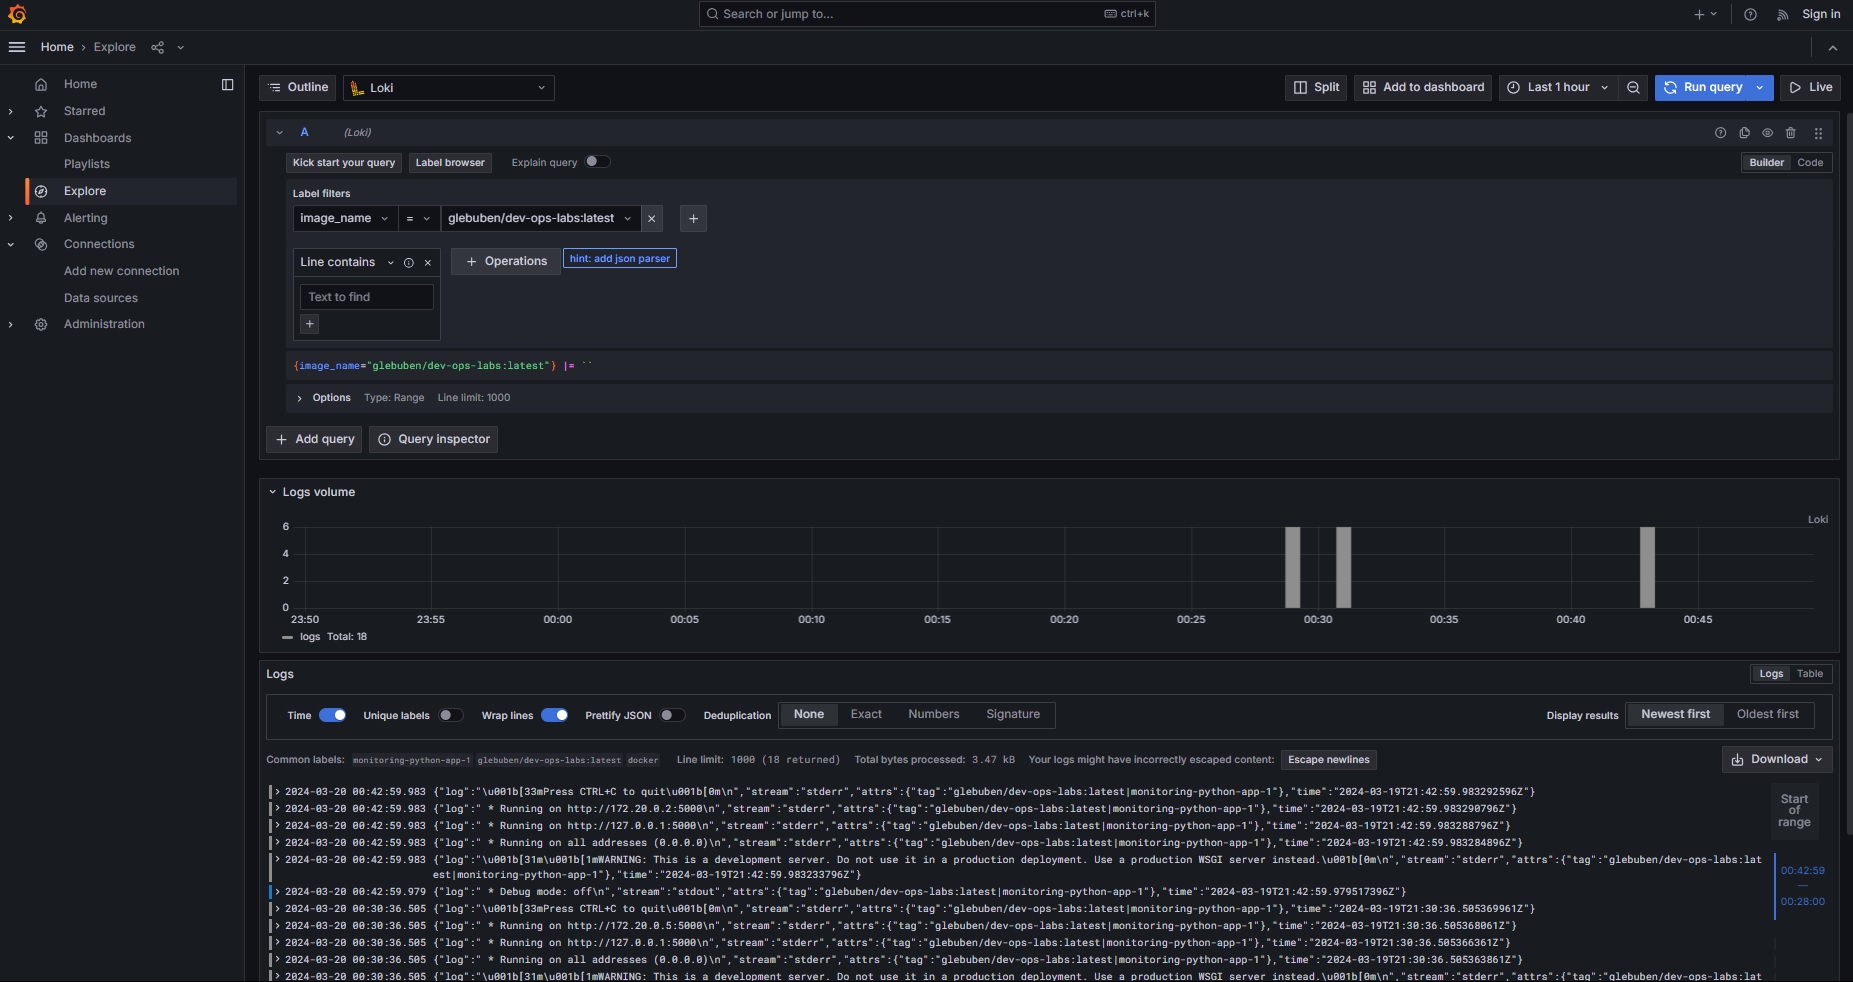 Search or jump to...
ctrl+k
Sign in
Home › Explore
Home
Starred
Dashboards
Playlists
Explore
Alerting
Connections
Add new connection
Data sources
Administration
Outline
Loki
Split
Add to dashboard
Last 1 hour
Run query
Live
A (Loki)
Kick start your query
Label browser
Explain query
Builder
Code
Label filters
image_name
=
glebuben/dev-ops-labs:latest
Line contains
Operations
hint: add json parser
Text to find
{image_name="glebuben/dev-ops-labs:latest"} |= ``
Options Type: Range Line limit: 1000
Add query
Query inspector
Logs volume
Loki
6
4
2
0
23:50 23:55 00:00 00:05 00:10 00:15 00:20 00:25 00:30 00:35 00:40 00:45
logs Total: 18
Logs
Logs
Table
Time
Unique labels
Wrap lines
Prettify JSON
Deduplication
None
Exact
Numbers
Signature
Display results
Newest first
Oldest first
Common labels: monitoring-python-app-1 glebuben/dev-ops-labs:latest docker Line limit: 1000 (18 returned) Total bytes processed: 3.47 kB Your logs might have incorrectly escaped content: Escape newlines
Download
2024-03-20 00:42:59.983 {"log":"\u001b[33mPress CTRL+C to quit\u001b[0m\n","stream":"stderr","attrs":{"tag":"glebuben/dev-ops-labs:latest|monitoring-python-app-1"},"time":"2024-03-19T21:42:59.983292596Z"}
2024-03-20 00:42:59.983 {"log":" * Running on http://172.20.0.2:5000\n","stream":"stderr","attrs":{"tag":"glebuben/dev-ops-labs:latest|monitoring-python-app-1"},"time":"2024-03-19T21:42:59.983290796Z"}
2024-03-20 00:42:59.983 {"log":" * Running on http://127.0.0.1:5000\n","stream":"stderr","attrs":{"tag":"glebuben/dev-ops-labs:latest|monitoring-python-app-1"},"time":"2024-03-19T21:42:59.983288796Z"}
2024-03-20 00:42:59.983 {"log":" * Running on all addresses (0.0.0.0)\n","stream":"stderr","attrs":{"tag":"glebuben/dev-ops-labs:latest|monitoring-python-app-1"},"time":"2024-03-19T21:42:59.983284896Z"}
2024-03-20 00:42:59.983 {"log":"\u001b[31m\u001b[1mWARNING: This is a development server. Do not use it in a production deployment. Use a production WSGI server instead.\u001b[0m\n","stream":"stderr","attrs":{"tag":"glebuben/dev-ops-labs:lat
est|monitoring-python-app-1"},"time":"2024-03-19T21:42:59.983233796Z"}
2024-03-20 00:42:59.979 {"log":" * Debug mode: off\n","stream":"stdout","attrs":{"tag":"glebuben/dev-ops-labs:latest|monitoring-python-app-1"},"time":"2024-03-19T21:42:59.979517396Z"}
2024-03-20 00:30:36.505 {"log":"\u001b[33mPress CTRL+C to quit\u001b[0m\n","stream":"stderr","attrs":{"tag":"glebuben/dev-ops-labs:latest|monitoring-python-app-1"},"time":"2024-03-19T21:30:36.505369961Z"}
2024-03-20 00:30:36.505 {"log":" * Running on http://172.20.0.5:5000\n","stream":"stderr","attrs":{"tag":"glebuben/dev-ops-labs:latest|monitoring-python-app-1"},"time":"2024-03-19T21:30:36.505368061Z"}
2024-03-20 00:30:36.505 {"log":" * Running on http://127.0.0.1:5000\n","stream":"stderr","attrs":{"tag":"glebuben/dev-ops-labs:latest|monitoring-python-app-1"},"time":"2024-03-19T21:30:36.505366361Z"}
2024-03-20 00:30:36.505 {"log":" * Running on all addresses (0.0.0.0)\n","stream":"stderr","attrs":{"tag":"glebuben/dev-ops-labs:latest|monitoring-python-app-1"},"time":"2024-03-19T21:30:36.505363861Z"}
2024-03-20 00:30:36.505 {"log":"\u001b[31m\u001b[1mWARNING: This is a development server. Do not use it in a production deployment. Use a production WSGI server instead.\u001b[0m\n","stream":"stderr","attrs":{"tag":"glebuben/dev-ops-labs:lat
Start
of
range
00:42:59
—
00:28:00